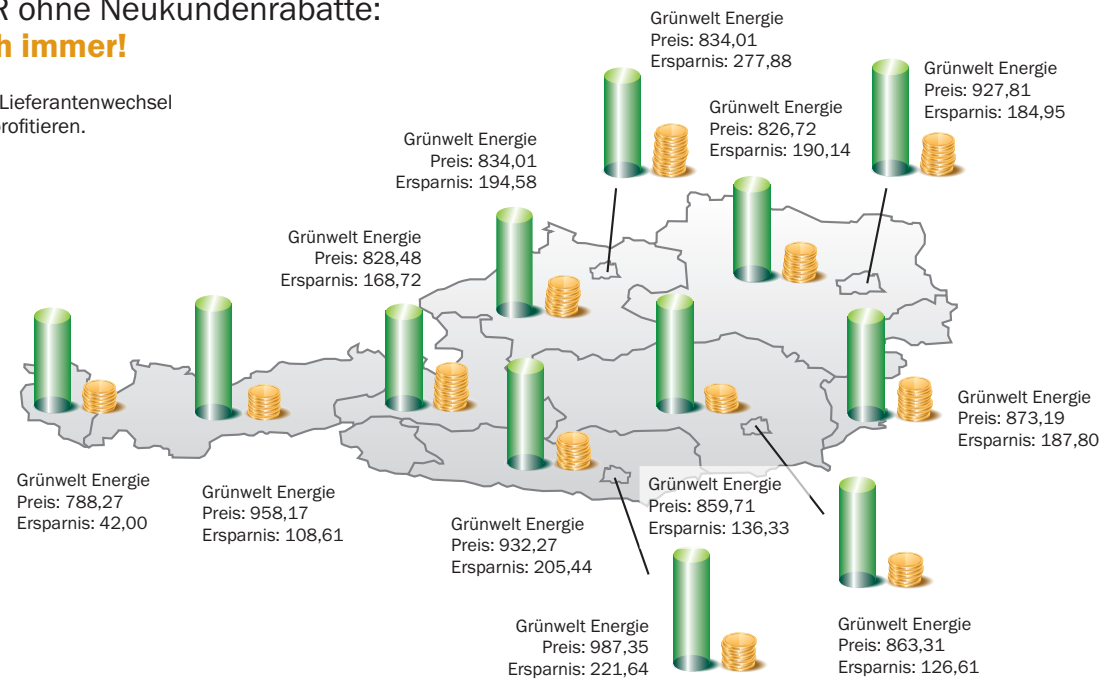 R ohne Neukundenrabatte:
h immer!
Lieferantenwechsel
rofitieren.
Grünwelt Energie
Preis: 834,01
Ersparnis: 277,88
Grünwelt Energie
Preis: 927,81
Ersparnis: 184,95
Grünwelt Energie
Preis: 826,72
Ersparnis: 190,14
Grünwelt Energie
Preis: 834,01
Ersparnis: 194,58
Grünwelt Energie
Preis: 828,48
Ersparnis: 168,72
Grünwelt Energie
Preis: 873,19
Ersparnis: 187,80
Grünwelt Energie
Preis: 788,27
Ersparnis: 42,00
Grünwelt Energie
Preis: 958,17
Ersparnis: 108,61
Grünwelt Energie
Preis: 932,27
Ersparnis: 205,44
Grünwelt Energie
Preis: 859,71
Ersparnis: 136,33
Grünwelt Energie
Preis: 987,35
Ersparnis: 221,64
Grünwelt Energie
Preis: 863,31
Ersparnis: 126,61